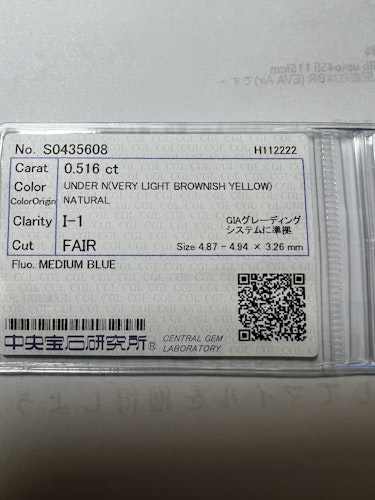 No. S0435608 H112222
Carat 0.516 ct
Color UNDER N(VERY LIGHT BROWNISH YELLOW)
ColorOrigin NATURAL
Clarity I-1 GIAグレーディング
システムに準拠
Cut FAIR Size 4.87 - 4.94 × 3.26 mm
Fluo. MEDIUM BLUE
中央宝石研究所® CENTRAL GEM
LABORATORY